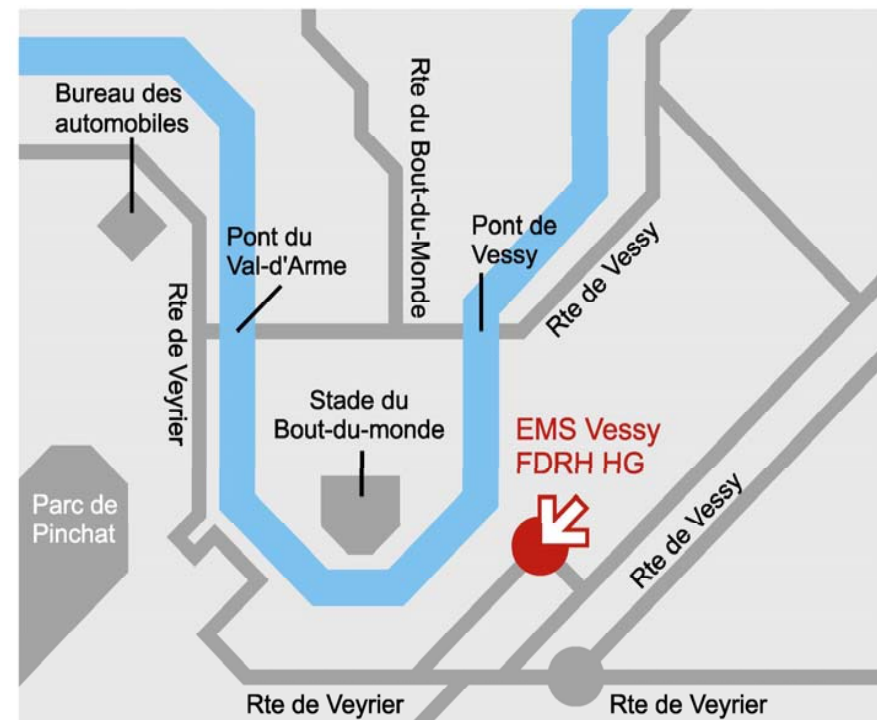 Bureau des
automobiles
Rte du Bout-du-Monde
Pont du
Val-d'Arme
Pont de
Vessy
Rte de Vessy
Rte de Veyrier
Stade du
Bout-du-monde
EMS Vessy
FDRH HG
Parc de
Pinchat
Rte de Vessy
Rte de Veyrier
Rte de Veyrier